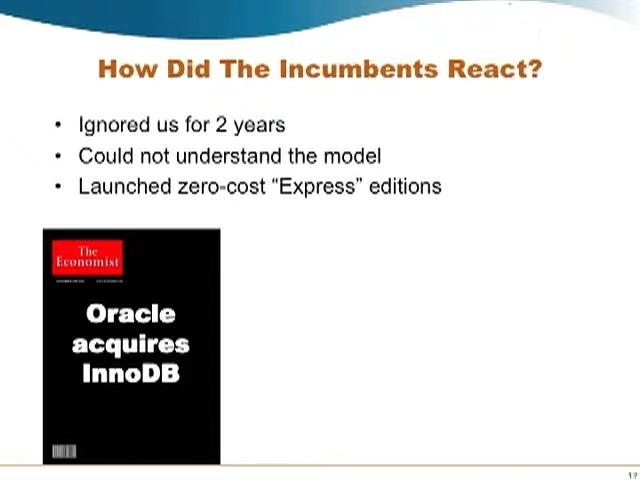 How Did The Incumbents React?
• Ignored us for 2 years
• Could not understand the model
• Launched zero-cost “Express” editions
The
Economist
Oracle
acquires
InnoDB